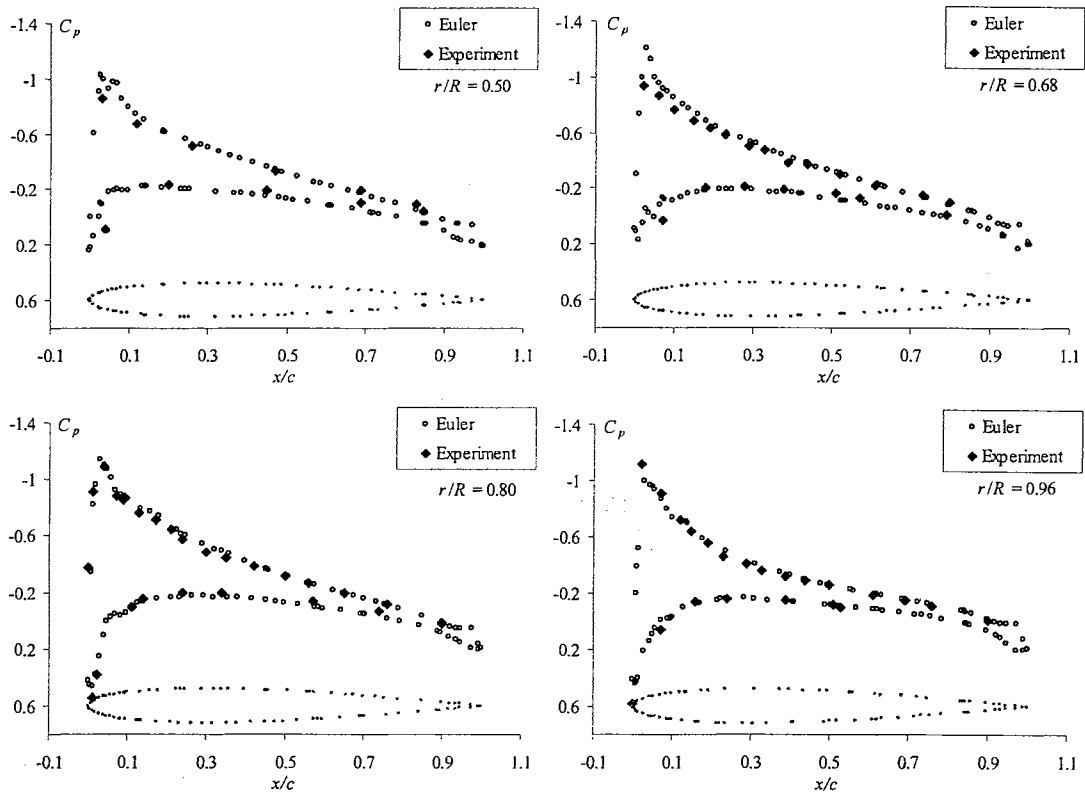 -1.4
-1
-0.6
-0.2
0.2
0.6
C_p
Euler
Experiment
r/R = 0.50
-0.1 0.1 0.3 0.5 0.7 0.9 1.1
x/c
-1.4
-1
-0.6
-0.2
0.2
0.6
C_p
Euler
Experiment
r/R = 0.68
-0.1 0.1 0.3 0.5 0.7 0.9 1.1
x/c
-1.4
-1
-0.6
-0.2
0.2
0.6
C_p
Euler
Experiment
r/R = 0.80
-0.1 0.1 0.3 0.5 0.7 0.9 1.1
x/c
-1.4
-1
-0.6
-0.2
0.2
0.6
C_p
Euler
Experiment
r/R = 0.96
-0.1 0.1 0.3 0.5 0.7 0.9 1.1
x/c